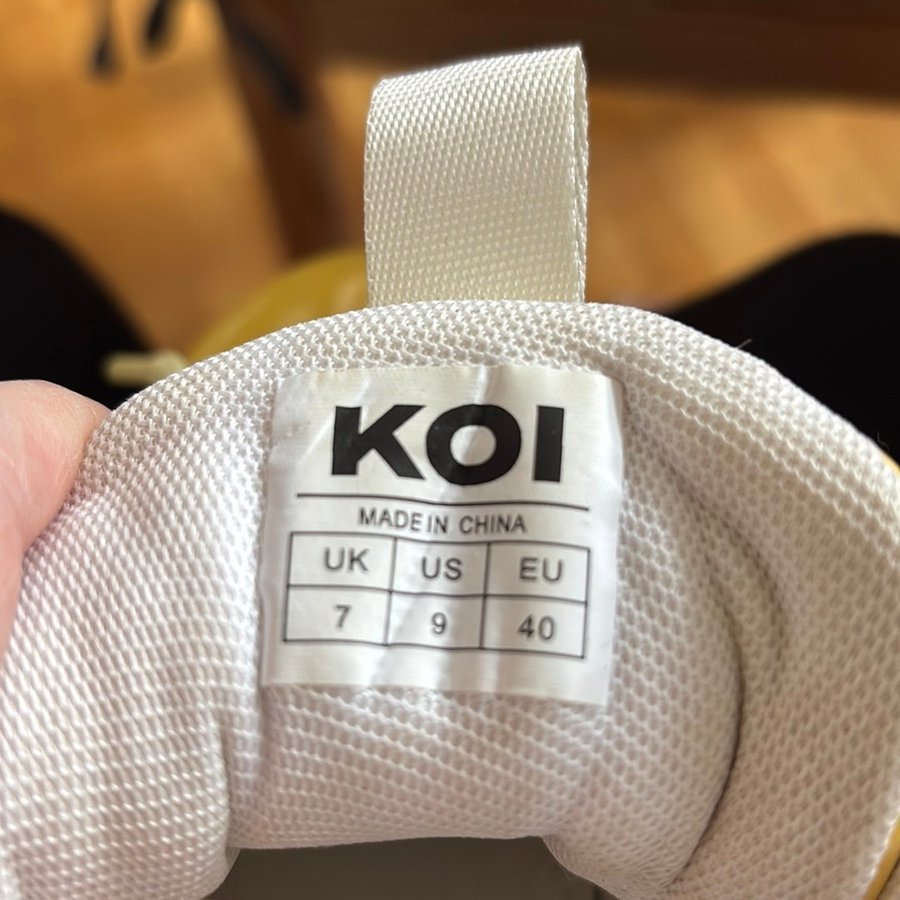 KOI
MADE IN CHINA
UK US EU
7 9 40